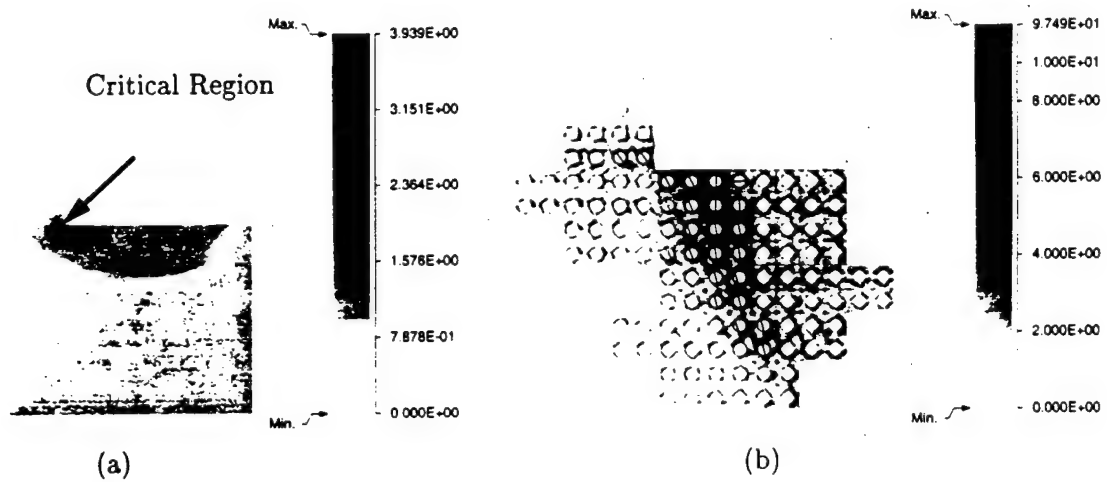 Critical Region
Max.
3.939E+00
3.151E+00
2.364E+00
1.576E+00
7.878E-01
0.000E+00
Min.
(a)
Max.
9.749E+01
1.000E+01
8.000E+00
6.000E+00
4.000E+00
2.000E+00
0.000E+00
Min.
(b)